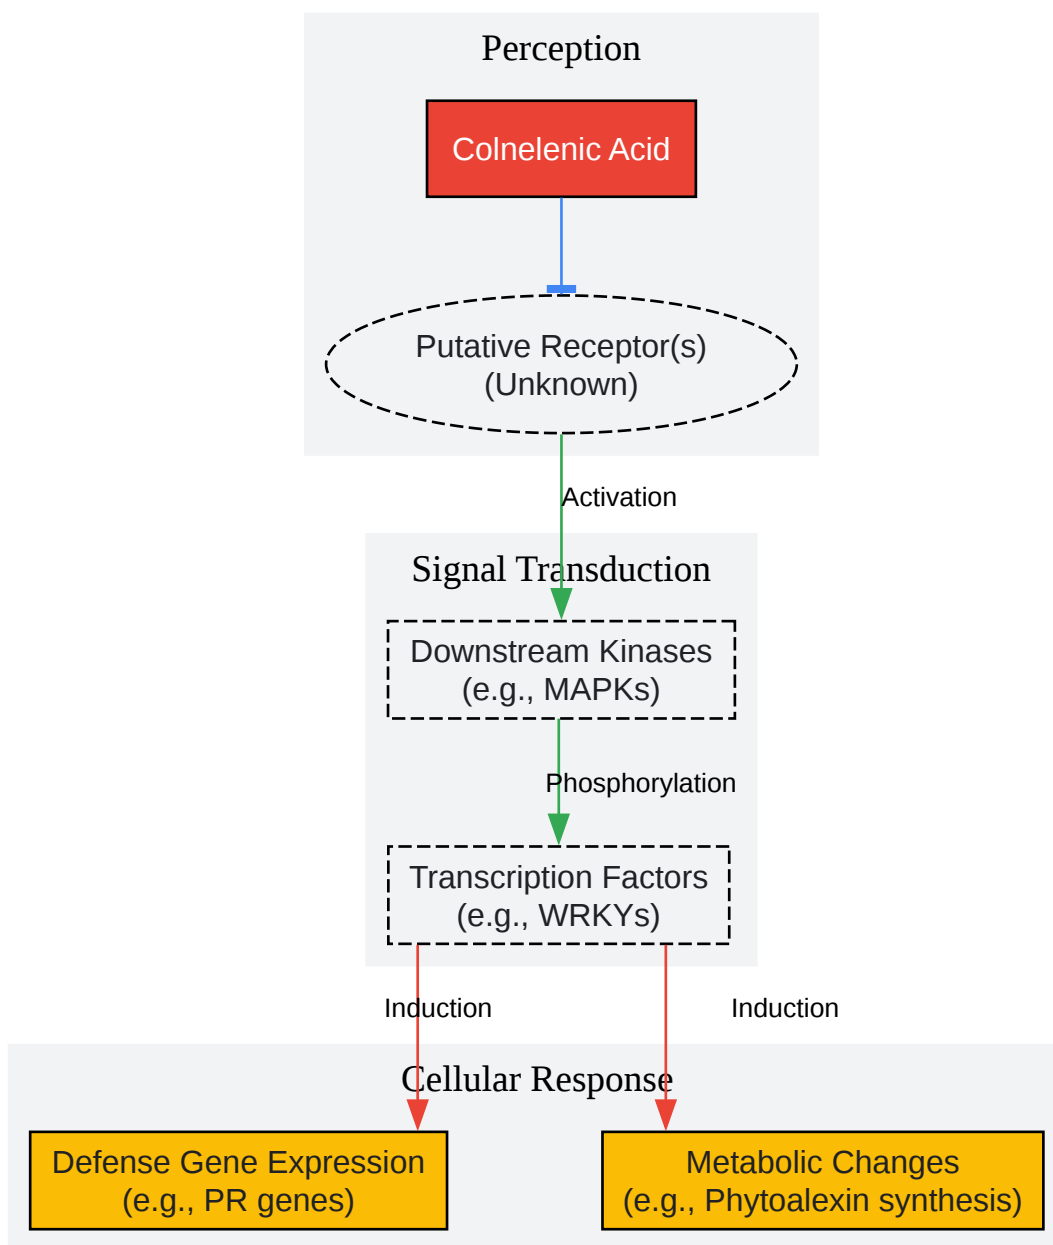 Perception
Colnelenic Acid
Putative Receptor(s)
(Unknown)
Activation
Signal Transduction
Downstream Kinases
(e.g., MAPKs)
Phosphorylation
Transcription Factors
(e.g., WRKYs)
Induction
Induction
Cellular Response
Defense Gene Expression
(e.g., PR genes)
Metabolic Changes
(e.g., Phytoalexin synthesis)